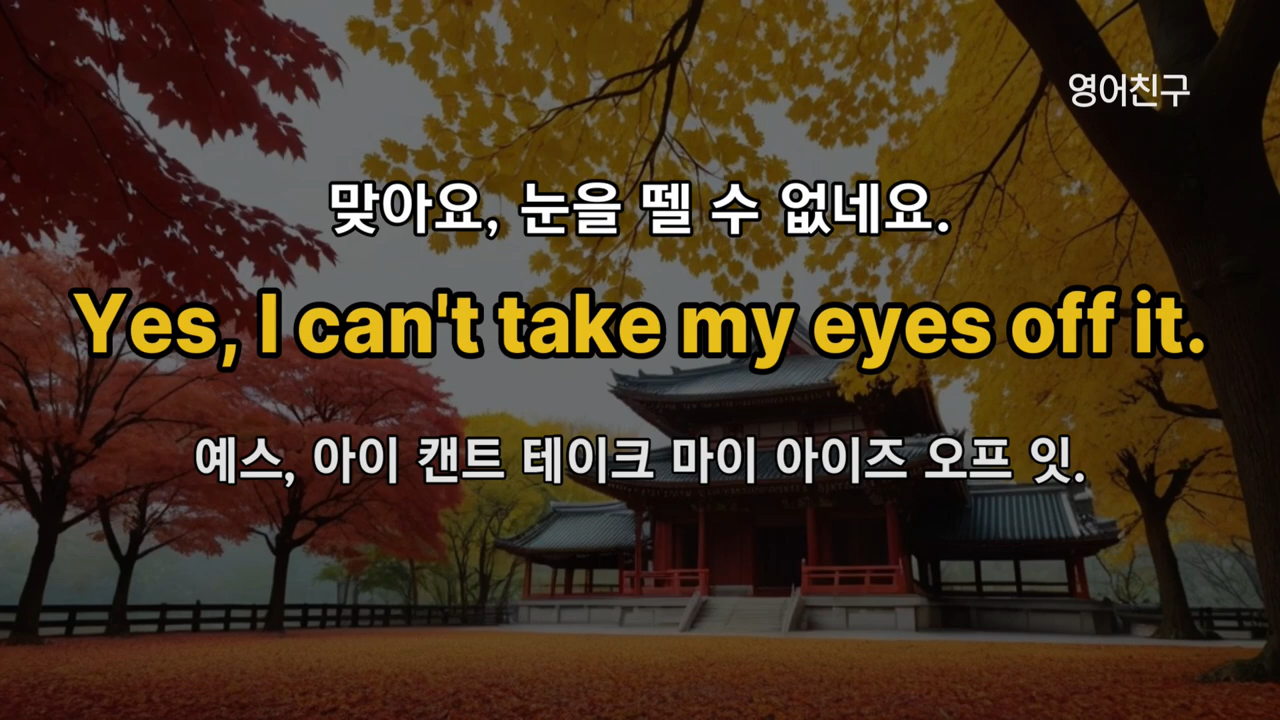 영어친구
맞아요, 눈을 뗄 수 없네요.
Yes, I can't take my eyes off it.
예스, 아이 캔트 테이크 마이 아이즈 오프 잇.